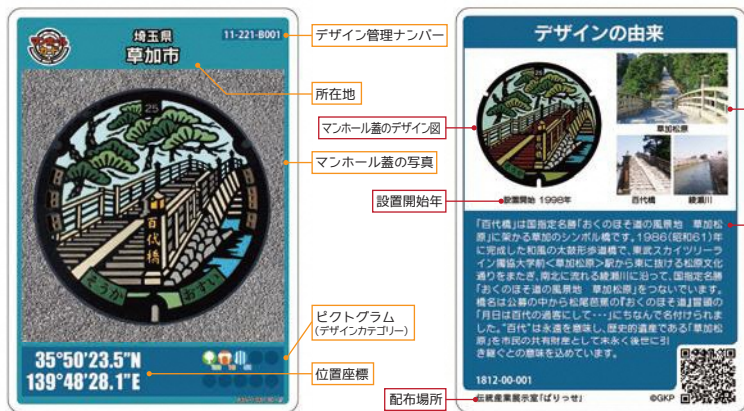 埼玉県
草加市
11-221-B001
25
百代橋
そうか
おすい
35°50'23.5"N
139°48'28.1"E
デザイン管理ナンバー
所在地
マンホール蓋の写真
ピクトグラム
(デザインカテゴリー)
位置座標
マンホール蓋のデザイン図
設置開始年
配布場所
デザインの由来
25
草加松原
百代橋
綾瀬川
設置開始 1998年
「百代橋」は国指定名勝「おくのほそ道の風景地 草加松
原」に架かる草加のシンボル橋です。1986(昭和61)年
に完成した和風の太鼓形歩道橋で、東武スカイツリーラ
イン獨協大学前<草加松原>駅から東に抜ける松原文化
通りをまたぎ、南北に流れる綾瀬川に沿って、国指定名勝
「おくのほそ道の風景地 草加松原」をつないでいます。
橋名は公募の中から松尾芭蕉の『おくのほそ道』冒頭の
「月日は百代の過客にして・・・」にちなんで名付けられま
した。"百代"は永遠を意味し、歴史的遺産である「草加松
原」を市民の共有財産として末永く後世に引
き継ぐとの意味を込めています。
1812-00-001
伝統産業展示室「ぱりっせ」
©GKP